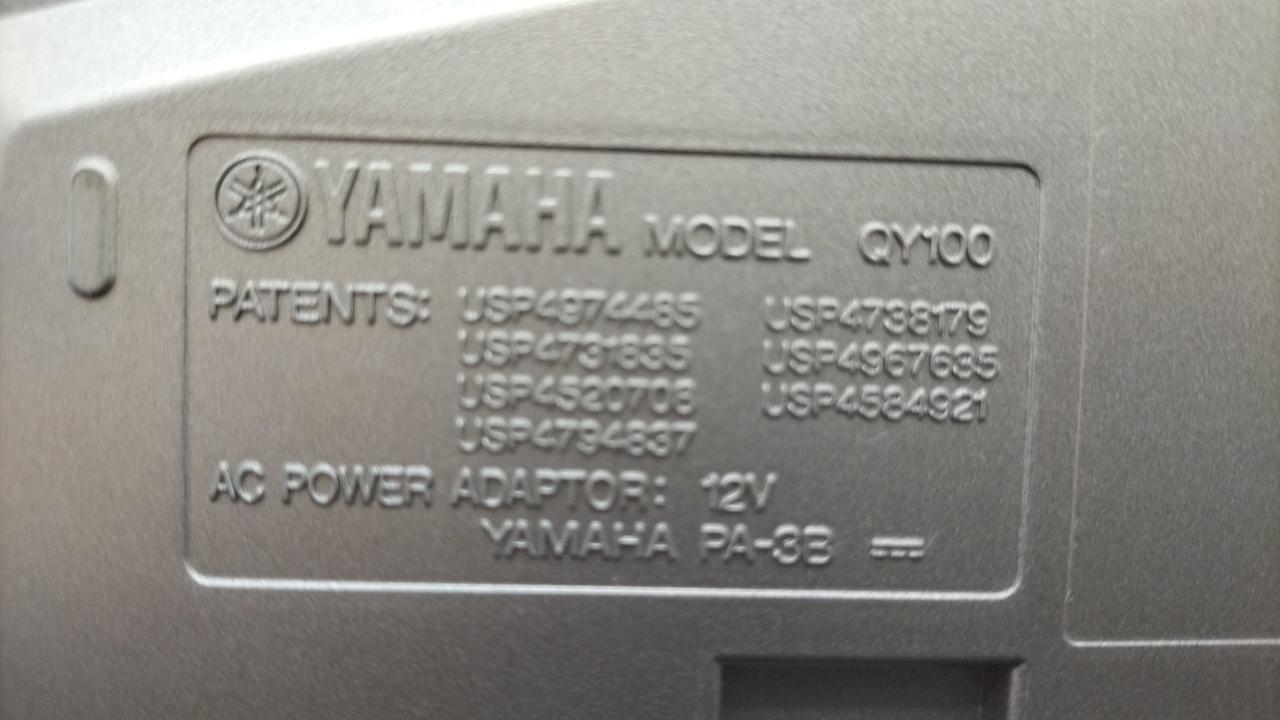 YAMAHA MODEL QY100
PATENTS: USP4974485 USP4738179
USP4731835 USP4967635
USP4520708 USP4584921
USP4794837
AC POWER ADAPTOR: 12V
YAMAHA PA-3B ⎓